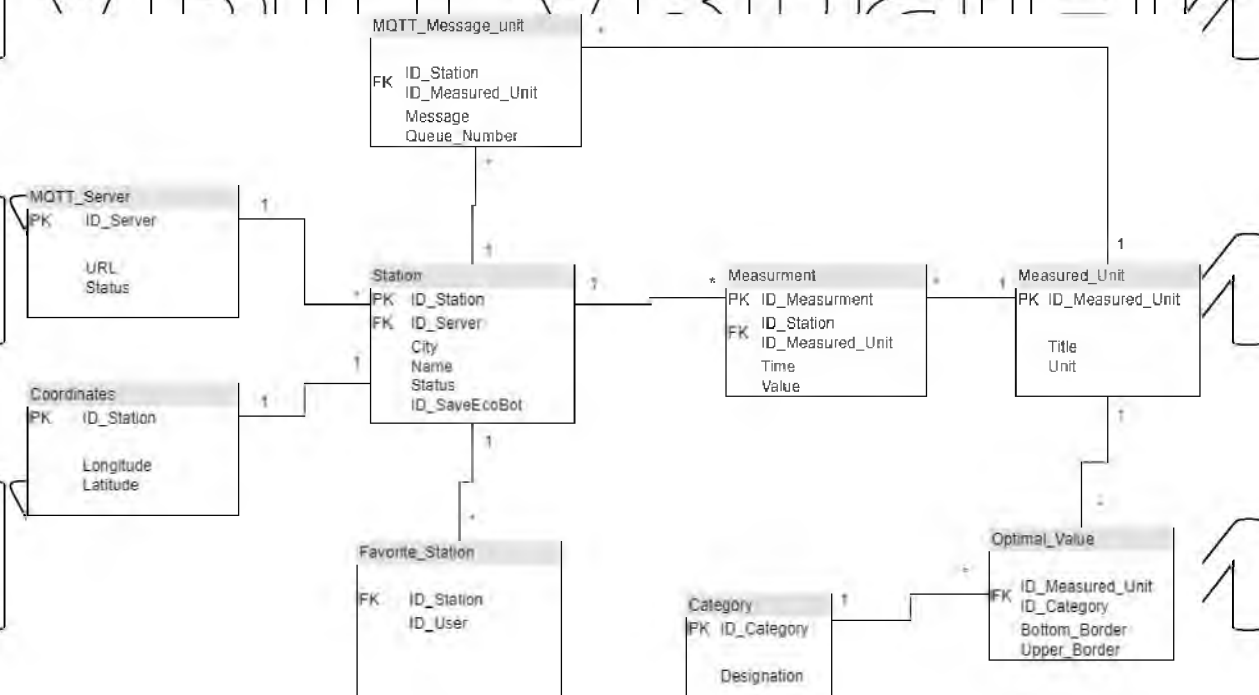 MQTT_Message_unit
*
FK ID_Station
ID_Measured_Unit
Message
Queue_Number
*
MQTT_Server
1
PK ID_Server
URL
Status
1
1
Station
*
PK ID_Station
FK ID_Server
City
Name
Status
ID_SaveEcoBot
1
1
*
Measurment
PK ID_Measurment
FK ID_Station
ID_Measured_Unit
Time
Value
*
1
Measured_Unit
PK ID_Measured_Unit
Title
Unit
Coordinates
1
PK ID_Station
Longitude
Latitude
1
1
*
*
Favorite_Station
FK ID_Station
ID_User
Optimal_Value
*
FK ID_Measured_Unit
ID_Category
Bottom_Border
Upper_Border
Category
1
PK ID_Category
Designation